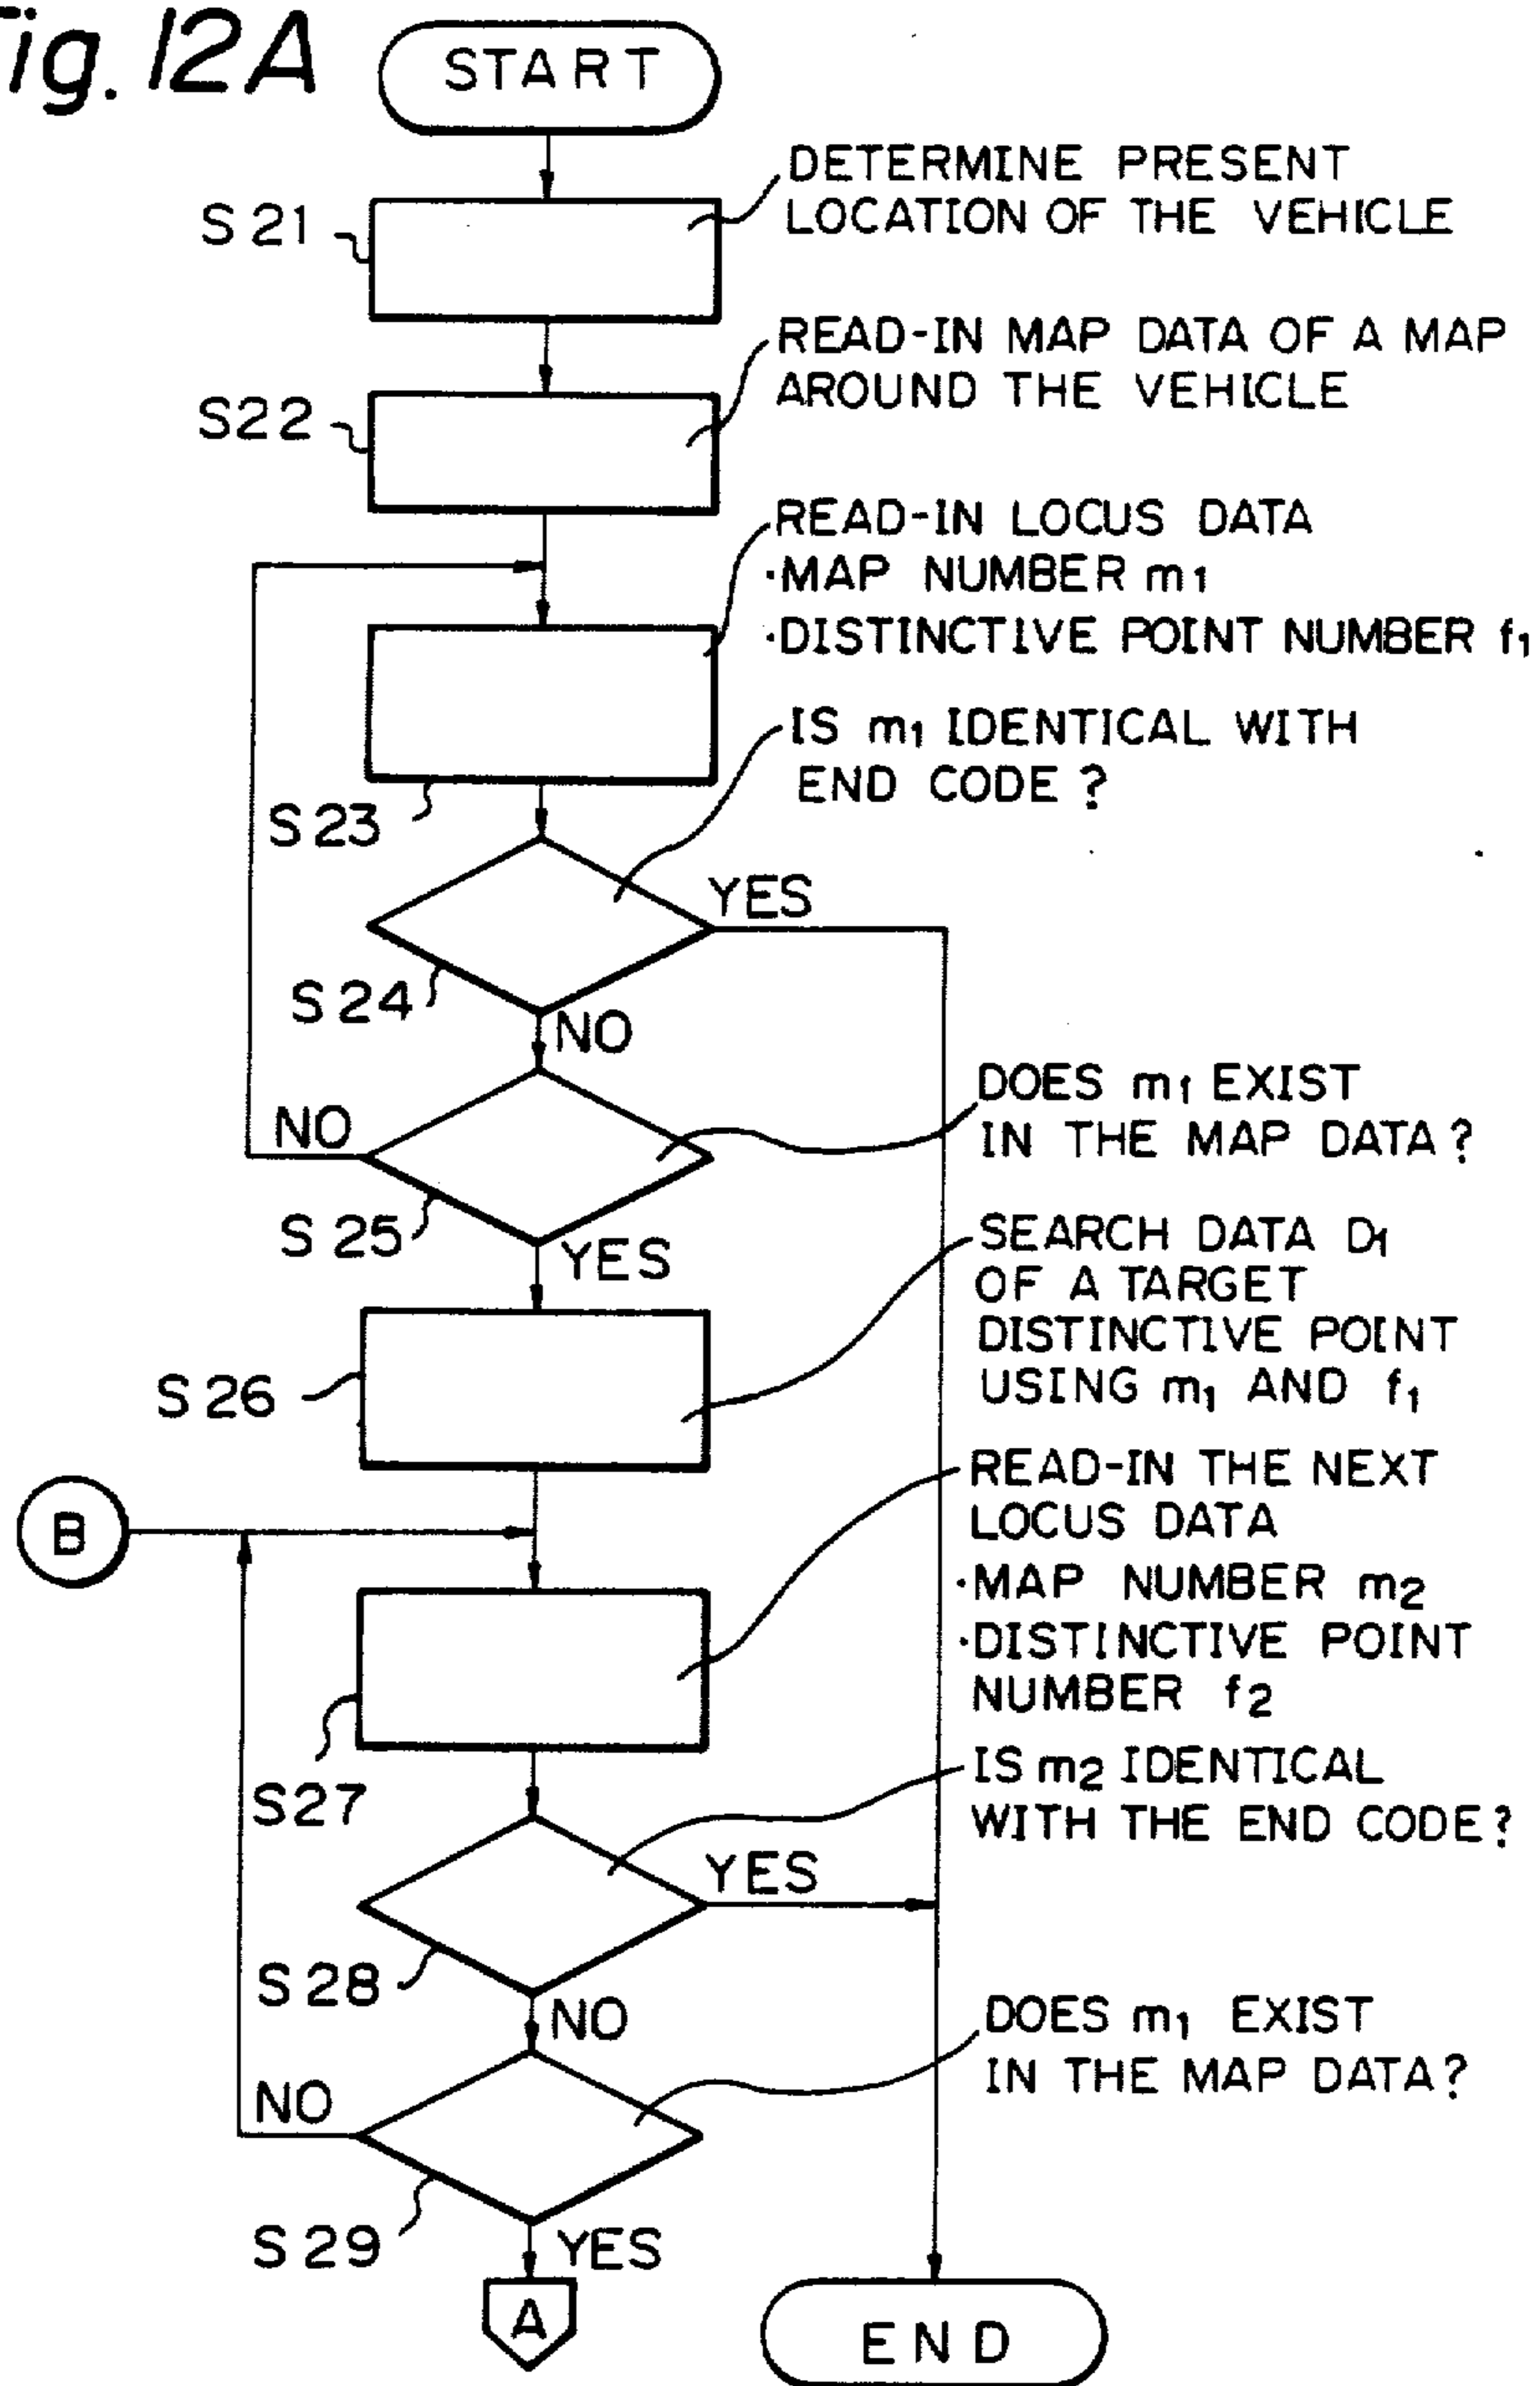 Fig. 12A
START
DETERMINE PRESENT
LOCATION OF THE VEHICLE
S21
READ-IN MAP DATA OF A MAP
AROUND THE VEHICLE
S22
READ-IN LOCUS DATA
·MAP NUMBER m1
·DISTINCTIVE POINT NUMBER f1
IS m1 IDENTICAL WITH
END CODE ?
S23
YES
S24
NO
DOES m1 EXIST
IN THE MAP DATA ?
NO
S25
YES
SEARCH DATA D1
OF A TARGET
DISTINCTIVE POINT
USING m1 AND f1
S26
READ-IN THE NEXT
LOCUS DATA
·MAP NUMBER m2
·DISTINCTIVE POINT
NUMBER f2
B
S27
IS m2 IDENTICAL
WITH THE END CODE?
YES
S28
NO
DOES m1 EXIST
IN THE MAP DATA?
NO
S29
YES
A
END